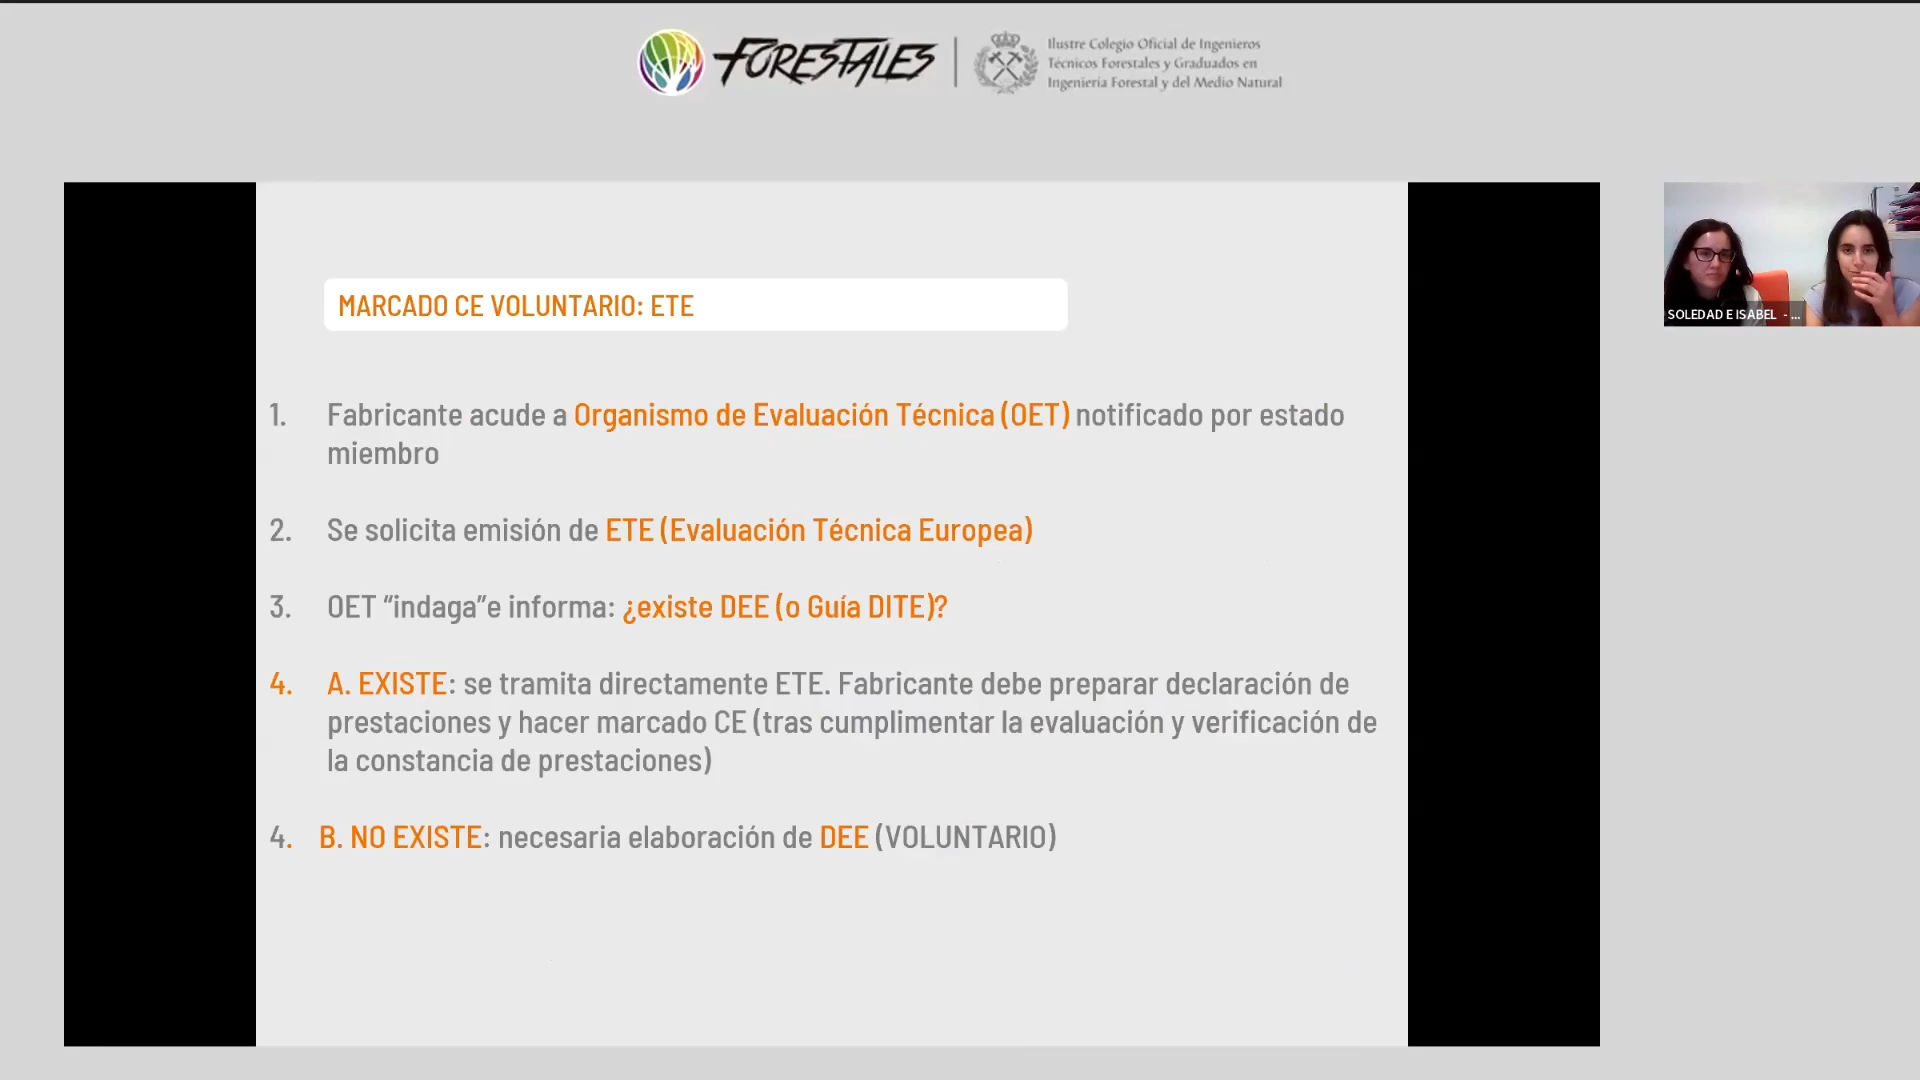 FORESTALES
Ilustre Colegio Oficial de Ingenieros
Técnicos Forestales y Graduados en
Ingeniería Forestal y del Medio Natural
SOLEDAD E ISABEL - ...
MARCADO CE VOLUNTARIO: ETE
1. Fabricante acude a Organismo de Evaluación Técnica (OET) notificado por estado
miembro
2. Se solicita emisión de ETE (Evaluación Técnica Europea)
3. OET “indaga”e informa: ¿existe DEE (o Guía DITE)?
4. A. EXISTE: se tramita directamente ETE. Fabricante debe preparar declaración de
prestaciones y hacer marcado CE (tras cumplimentar la evaluación y verificación de
la constancia de prestaciones)
4. B. NO EXISTE: necesaria elaboración de DEE (VOLUNTARIO)